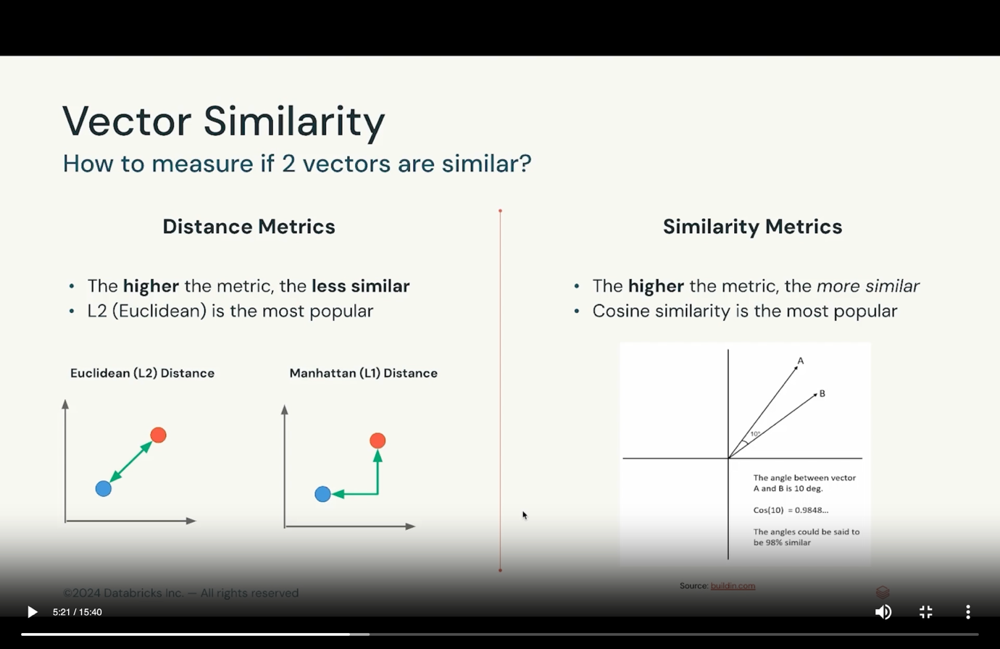 Vector Similarity
How to measure if 2 vectors are similar?
Distance Metrics
• The higher the metric, the less similar
• L2 (Euclidean) is the most popular
Euclidean (L2) Distance
Manhattan (L1) Distance
Similarity Metrics
• The higher the metric, the more similar
• Cosine similarity is the most popular
A
B
10°
The angle between vector
A and B is 10 deg.
Cos(10) = 0.9848...
The angles could be said to
be 98% similar
Source: buildin.com
©2024 Databricks Inc. — All rights reserved
5:21 / 15:40